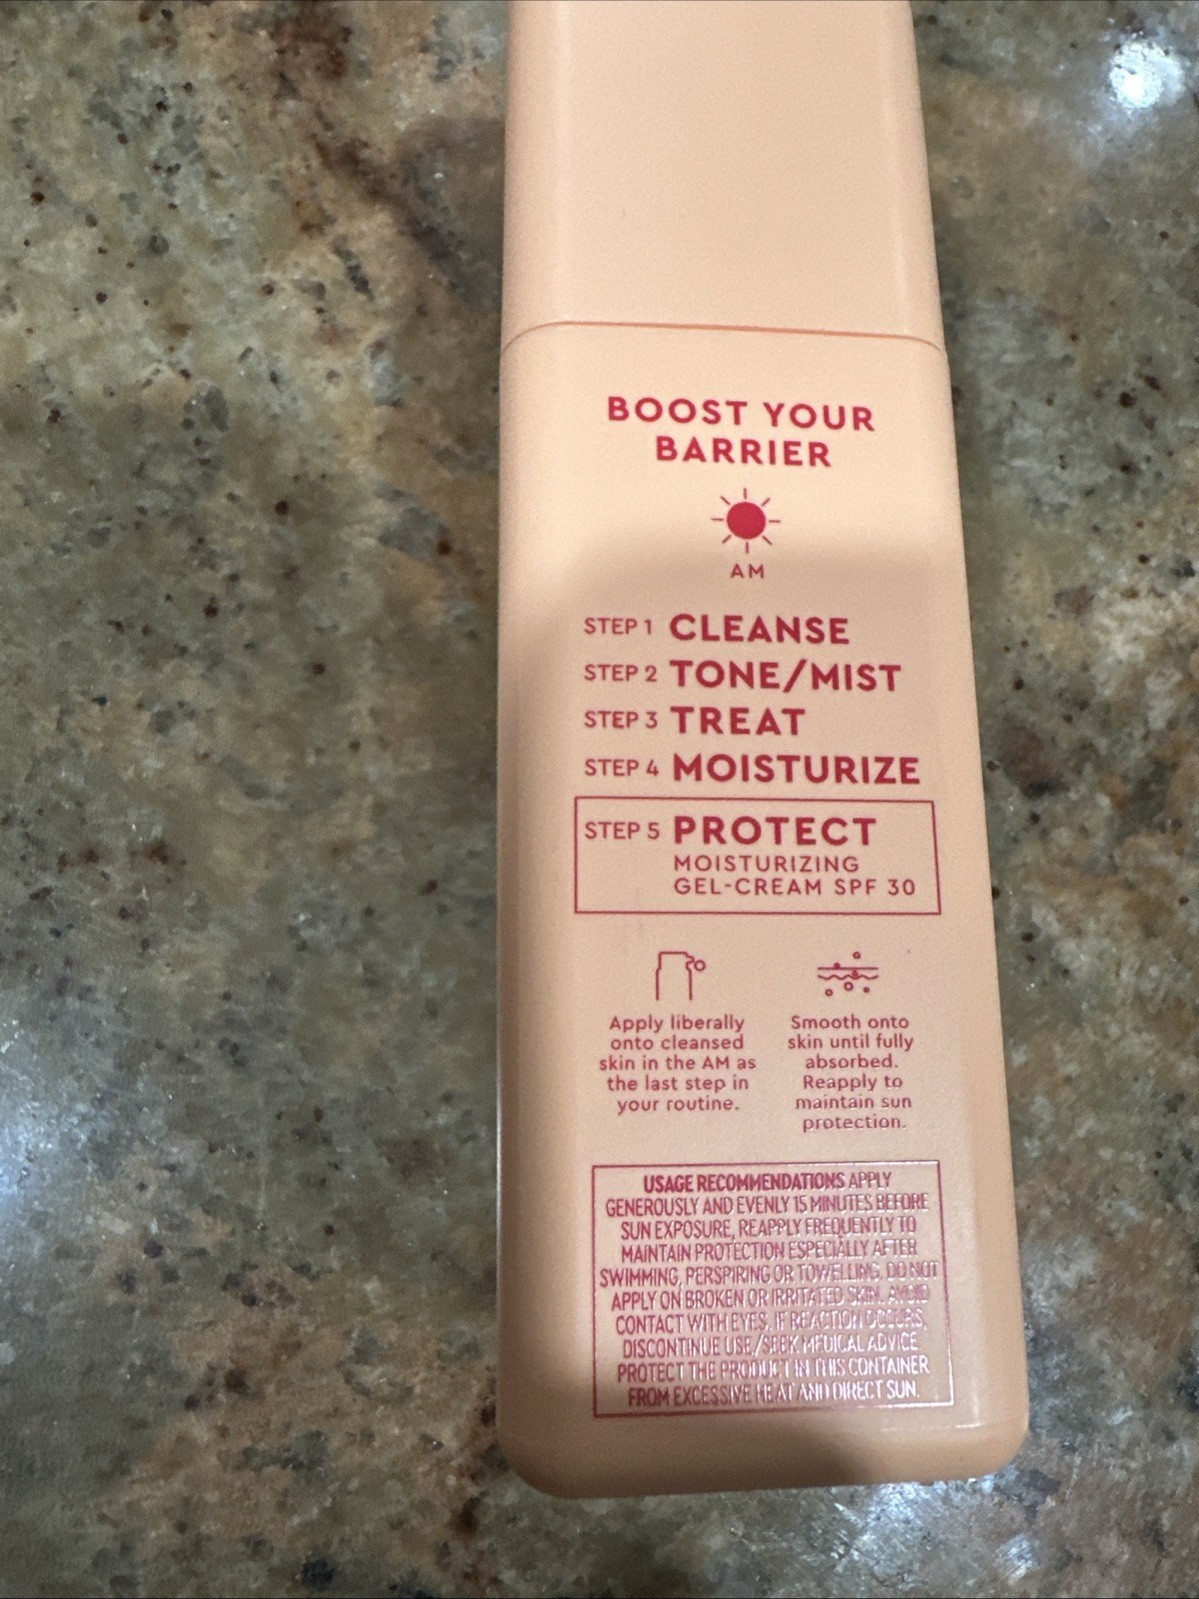 BOOST YOUR
BARRIER
AM
STEP 1 CLEANSE
STEP 2 TONE/MIST
STEP 3 TREAT
STEP 4 MOISTURIZE
STEP 5 PROTECT
MOISTURIZING
GEL-CREAM SPF 30
Apply liberally
onto cleansed
skin in the AM as
the last step in
your routine.
Smooth onto
skin until fully
absorbed.
Reapply to
maintain sun
protection.
USAGE RECOMMENDATIONS APPLY
GENEROUSLY AND EVENLY 15 MINUTES BEFORE
SUN EXPOSURE, REAPPLY FREQUENTLY TO
MAINTAIN PROTECTION ESPECIALLY AFTER
SWIMMING, PERSPIRING OR TOWELLING. DO NOT
APPLY ON BROKEN OR IRRITATED SKIN. AVOID
CONTACT WITH EYES. IF REACTION OCCURS,
DISCONTINUE USE/SEEK MEDICAL ADVICE
PROTECT THE PRODUCT IN THIS CONTAINER
FROM EXCESSIVE HEAT AND DIRECT SUN.